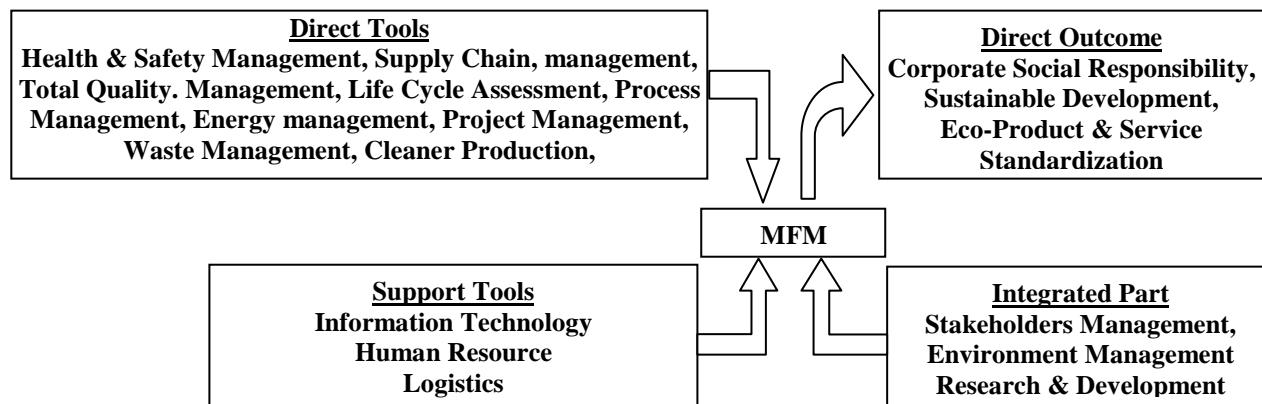 Direct Tools
Health & Safety Management, Supply Chain, management,
Total Quality. Management, Life Cycle Assessment, Process
Management, Energy management, Project Management,
Waste Management, Cleaner Production,
Direct Outcome
Corporate Social Responsibility,
Sustainable Development,
Eco-Product & Service
Standardization
MFM
Support Tools
Information Technology
Human Resource
Logistics
Integrated Part
Stakeholders Management,
Environment Management
Research & Development